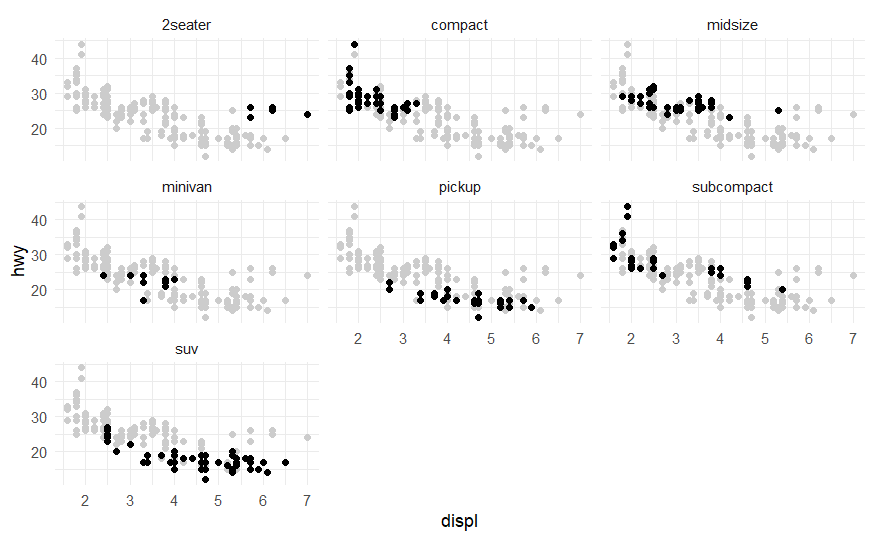 2seater compact midsize
40
30
20
minivan pickup subcompact
40
30
20
2 3 4 5 6 7 2 3 4 5 6 7
suv
40
30
20
2 3 4 5 6 7
hwy
displ